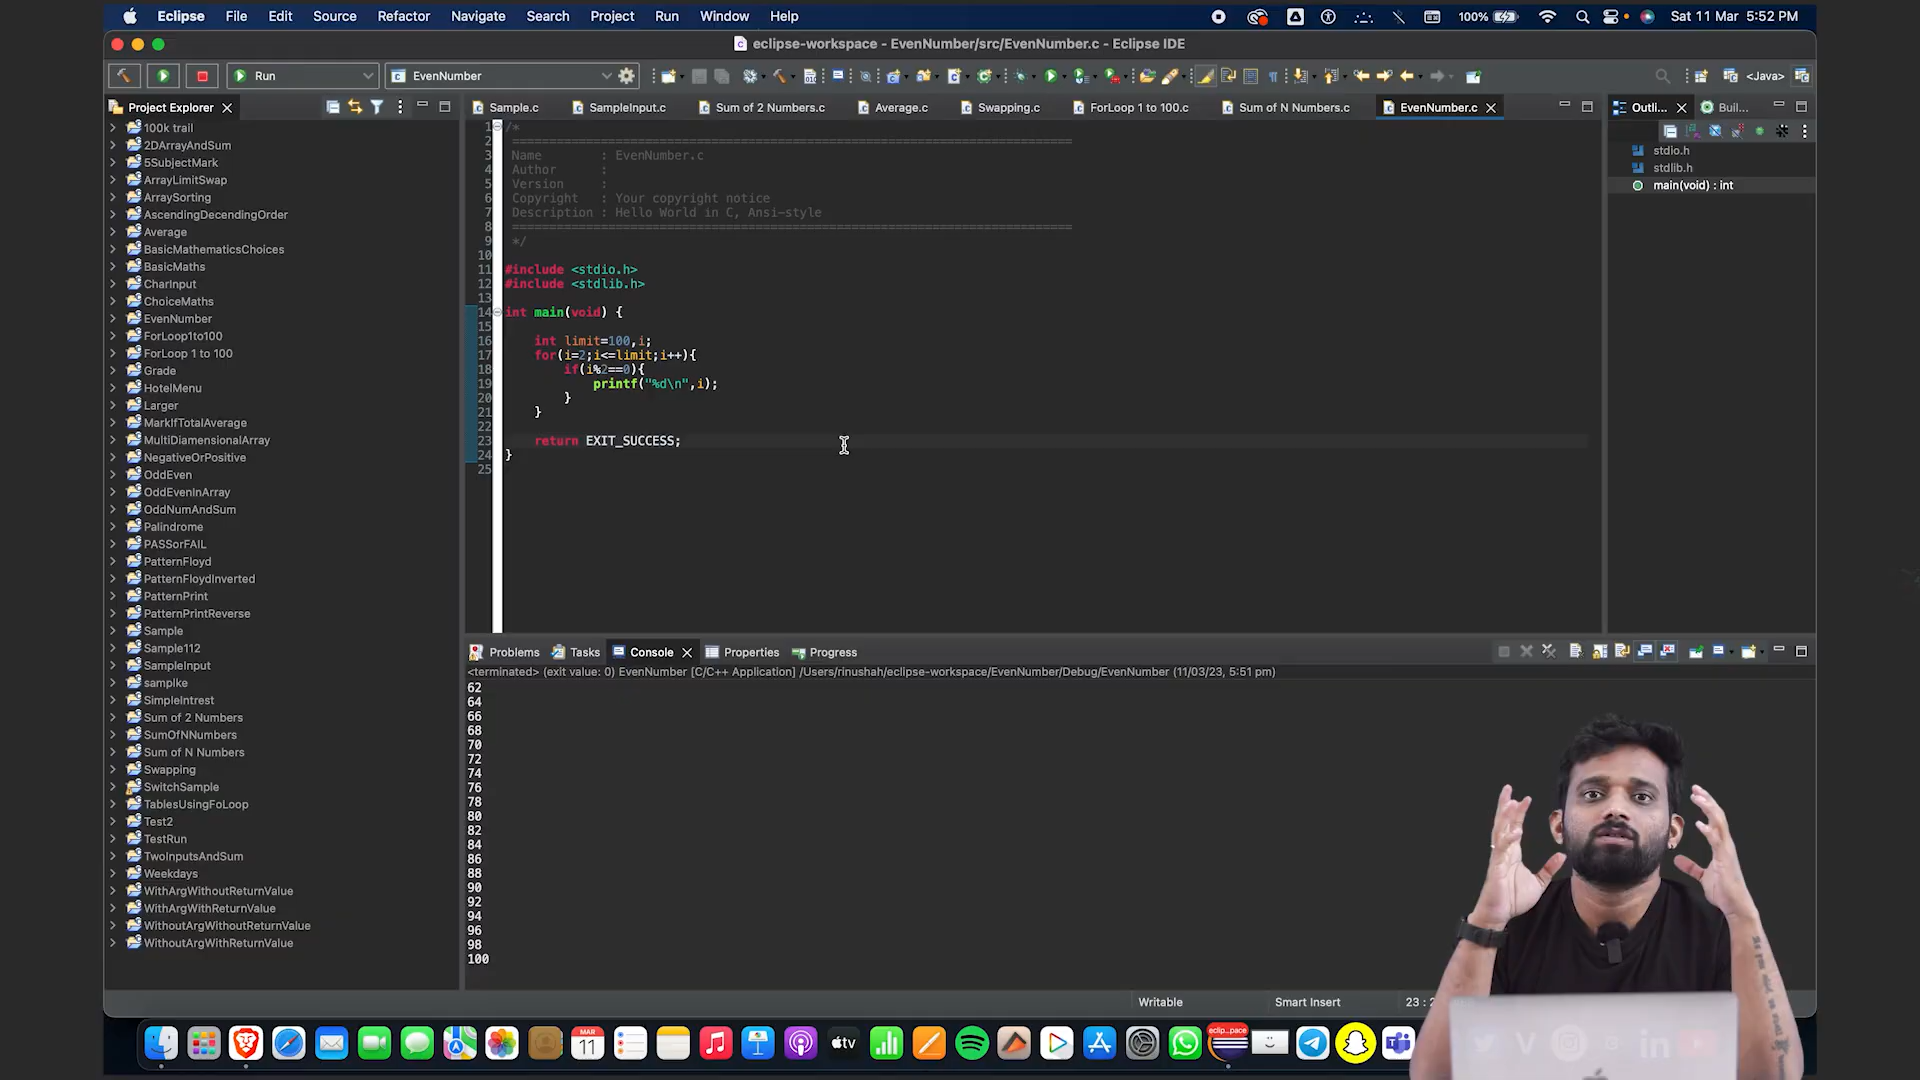 Eclipse File Edit Source Refactor Navigate Search Project Run Window Help 100% Sat 11 Mar 5:52 PM
eclipse-workspace - EvenNumber/src/EvenNumber.c - Eclipse IDE
Run EvenNumber <Java>
Project Explorer
100k trail
2DArrayAndSum
5SubjectMark
ArrayLimitSwap
ArraySorting
AscendingDecendingOrder
Average
BasicMathematicsChoices
BasicMaths
CharInput
ChoiceMaths
EvenNumber
ForLoop1to100
ForLoop 1 to 100
Grade
HotelMenu
Larger
MarkIfTotalAverage
MultiDiamensionalArray
NegativeOrPositive
OddEven
OddEvenInArray
OddNumAndSum
Palindrome
PASSorFAIL
PatternFloyd
PatternFloydInverted
PatternPrint
PatternPrintReverse
Sample
Sample112
SampleInput
samplke
SimpleIntrest
Sum of 2 Numbers
SumOfNNumbers
Sum of N Numbers
Swapping
SwitchSample
TablesUsingFoLoop
Test2
TestRun
TwoInputsAndSum
Weekdays
WithArgWithoutReturnValue
WithArgWithReturnValue
WithoutArgWithoutReturnValue
WithoutArgWithReturnValue
Sample.c SampleInput.c Sum of 2 Numbers.c Average.c Swapping.c ForLoop 1 to 100.c Sum of N Numbers.c EvenNumber.c
1 /*
2 ============================================================================
3 Name : EvenNumber.c
4 Author :
5 Version :
6 Copyright : Your copyright notice
7 Description : Hello World in C, Ansi-style
8 ============================================================================
9 */
10
11 #include <stdio.h>
12 #include <stdlib.h>
13
14 int main(void) {
15
16 int limit=100,i;
17 for(i=2;i<=limit;i++){
18 if(i%2==0){
19 printf("%d\n",i);
20 }
21 }
22
23 return EXIT_SUCCESS;
24 }
25
Outli... Buil...
stdio.h
stdlib.h
main(void) : int
Problems Tasks Console Properties Progress
<terminated> (exit value: 0) EvenNumber [C/C++ Application] /Users/rinushah/eclipse-workspace/EvenNumber/Debug/EvenNumber (11/03/23, 5:51 pm)
62
64
66
68
70
72
74
76
78
80
82
84
86
88
90
92
94
96
98
100
Writable Smart Insert
MAR
11
tv
eclip...pace